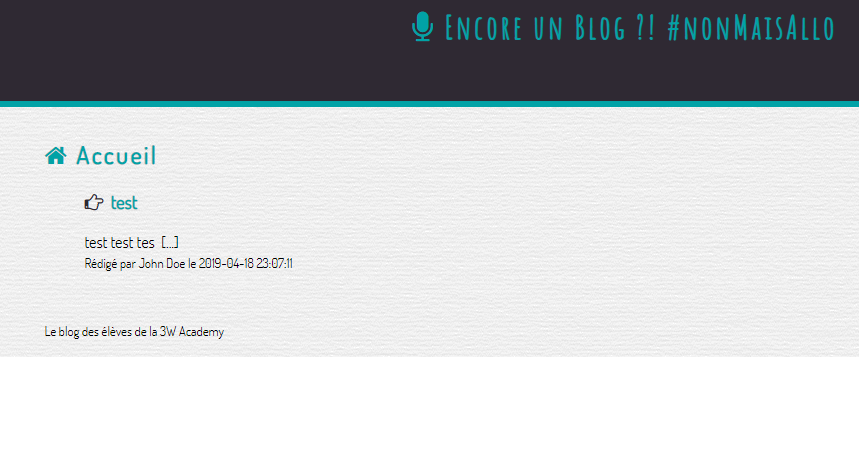 Encore un Blog ?! #nonMaisAllo
Accueil
test
test test tes [...]
Rédigé par John Doe le 2019-04-18 23:07:11
Le blog des élèves de la 3W Academy